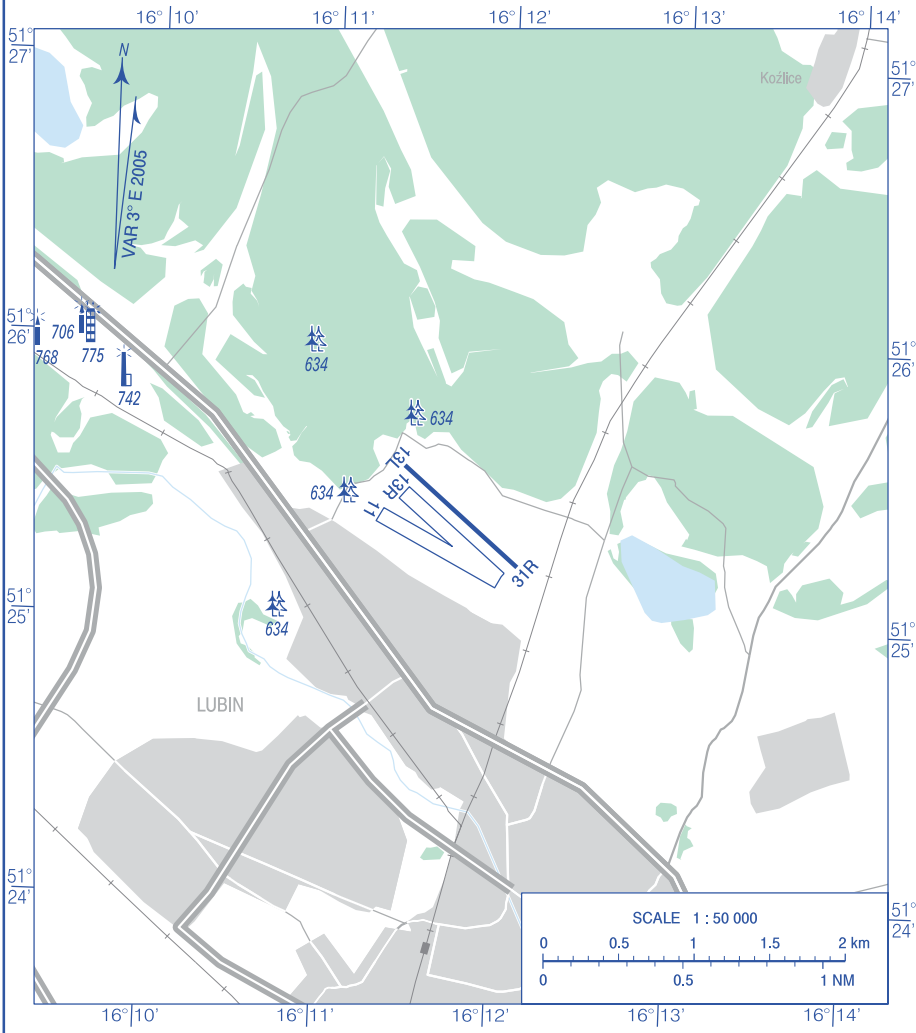 16° 10' 16° 11' 16° 12' 16° 13' 16° 14'
51°
27'
51°
27'
N
VAR 3° E 2005
Koźlice
51°
26'
51°
26'
768
706
775
742
634
634
634
13L
13R
11
31R
51°
25'
51°
25'
634
LUBIN
51°
24'
51°
24'
SCALE 1 : 50 000
0 0.5 1 1.5 2 km
0 0.5 1 NM
16° 10' 16° 11' 16° 12' 16° 13' 16° 14'